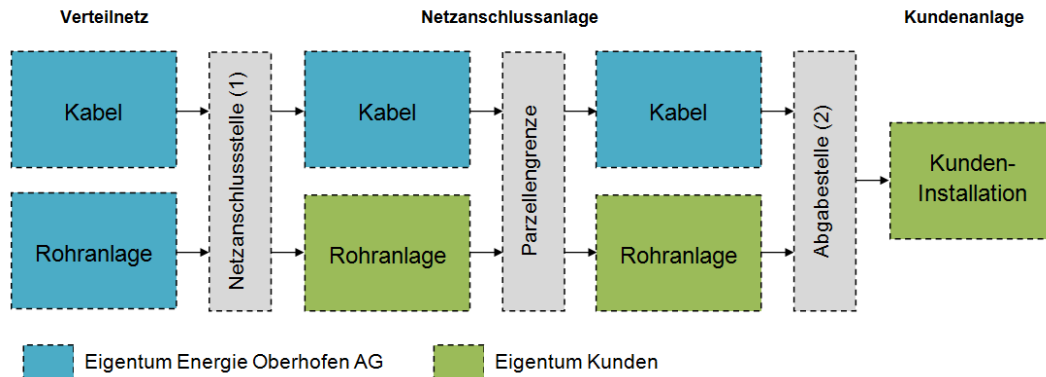 Verteilnetz
Netzanschlussanlage
Kundenanlage
Kabel
Netzanschlussstelle (1)
Kabel
Parzellengrenze
Kabel
Abgabestelle (2)
Kunden-
Installation
Rohranlage
Rohranlage
Rohranlage
Eigentum Energie Oberhofen AG
Eigentum Kunden